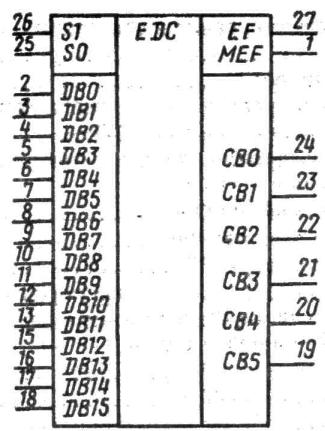 26 S1 EDC EF 27
25 S0 MEF 1
2 DB0
3 DB1
4 DB2
5 DB3 CB0 24
6 DB4
7 DB5 CB1 23
8 DB6
9 DB7 CB2 22
10 DB8
11 DB9 CB3 21
12 DB10
13 DB11 CB4 20
15 DB12
16 DB13 CB5 19
17 DB14
18 DB15